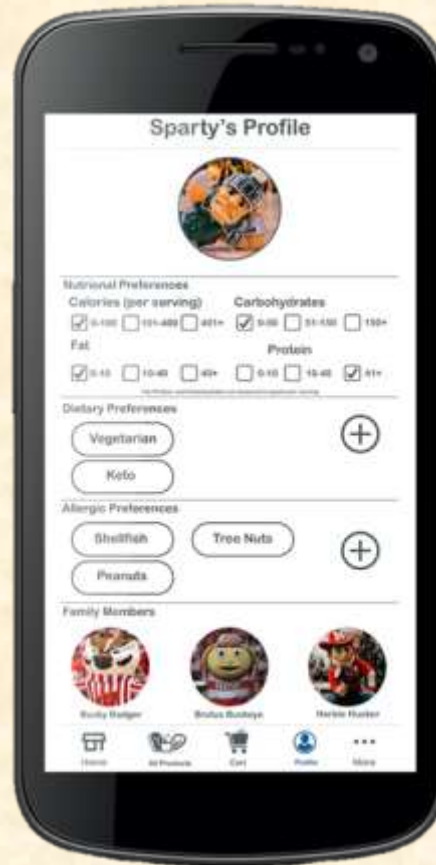 Sparty's Profile
Nutrional Preferences
Calories (per serving) Carbohydrates
0-100 101-400 401+ 0-50 51-150 150+
Fat Protein
0-10 10-40 40+ 0-10 10-40 41+
Dietary Preferences
Vegetarian
Keto
Allergic Preferences
Shellfish Tree Nuts
Peanuts
Family Members
Bucky Badger Brutus Buckeye Herbie Husker
Home All Products Cart Profile More